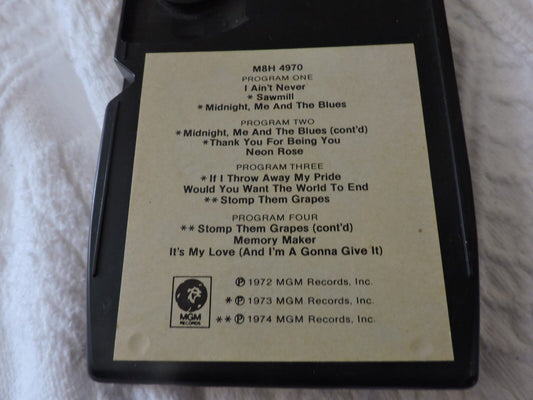 M8H 4970
PROGRAM ONE
I Ain't Never
* Sawmill
* Midnight, Me And The Blues
PROGRAM TWO
* Midnight, Me And The Blues (cont'd)
* Thank You For Being You
Neon Rose
PROGRAM THREE
* If I Throw Away My Pride
Would You Want The World To End
** Stomp Them Grapes
PROGRAM FOUR
** Stomp Them Grapes (cont'd)
Memory Maker
It's My Love (And I'm A Gonna Give It)
℗ 1972 MGM Records, Inc.
* ℗ 1973 MGM Records, Inc.
** ℗ 1974 MGM Records, Inc.
MGM
RECORDS